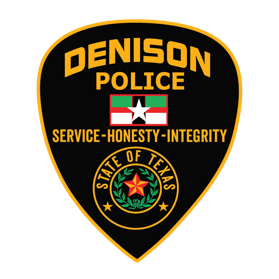 DENISON
POLICE
SERVICE-HONESTY-INTEGRITY
STATE OF TEXAS